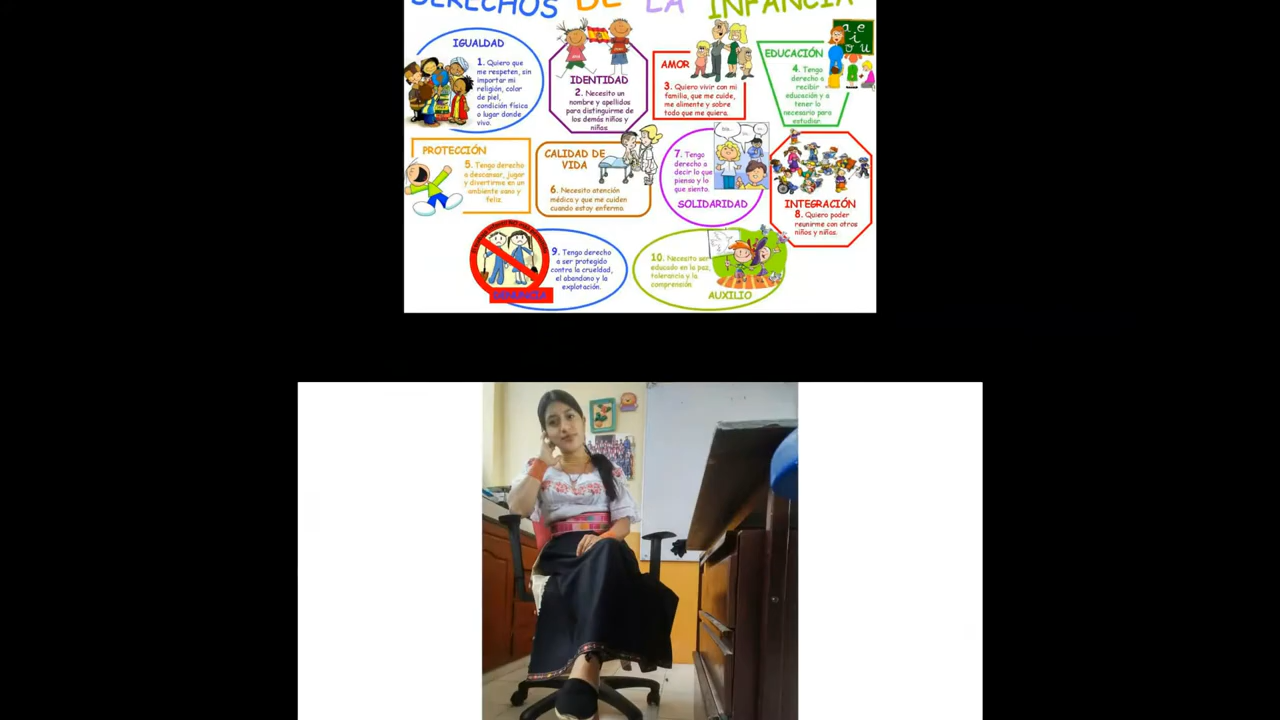 DERECHOS DE LA INFANCIA
IGUALDAD
1. Quiero que
me respeten, sin
importar mi
religión, color
de piel,
condición física
o lugar donde
vivo.
IDENTIDAD
2. Necesito un
nombre y apellidos
para distinguirme de
los demás niños y
niñas
AMOR
3. Quiero vivir con mi
familia, que me cuide,
me alimente y sobre
todo que me quiera.
EDUCACIÓN
4. Tengo
derecho a
recibir
educación y a
tener lo
necesario para
estudiar.
a e
i
o u
PROTECCIÓN
5. Tengo derecho
a descansar, jugar
y divertirme en un
ambiente sano y
feliz.
CALIDAD DE
VIDA
6. Necesito atención
médica y que me cuiden
cuando estoy enferma.
7. Tengo
derecho a
decir lo que
pienso y lo
que siento.
SOLIDARIDAD
INTEGRACIÓN
8. Quiero poder
reunirme con otros
niños y niñas.
DENUNCIA
9. Tengo derecho
a ser protegido
contra la crueldad,
el abandono y la
explotación.
10. Necesito ser
educado en la paz,
tolerancia y la
comprensión
AUXILIO